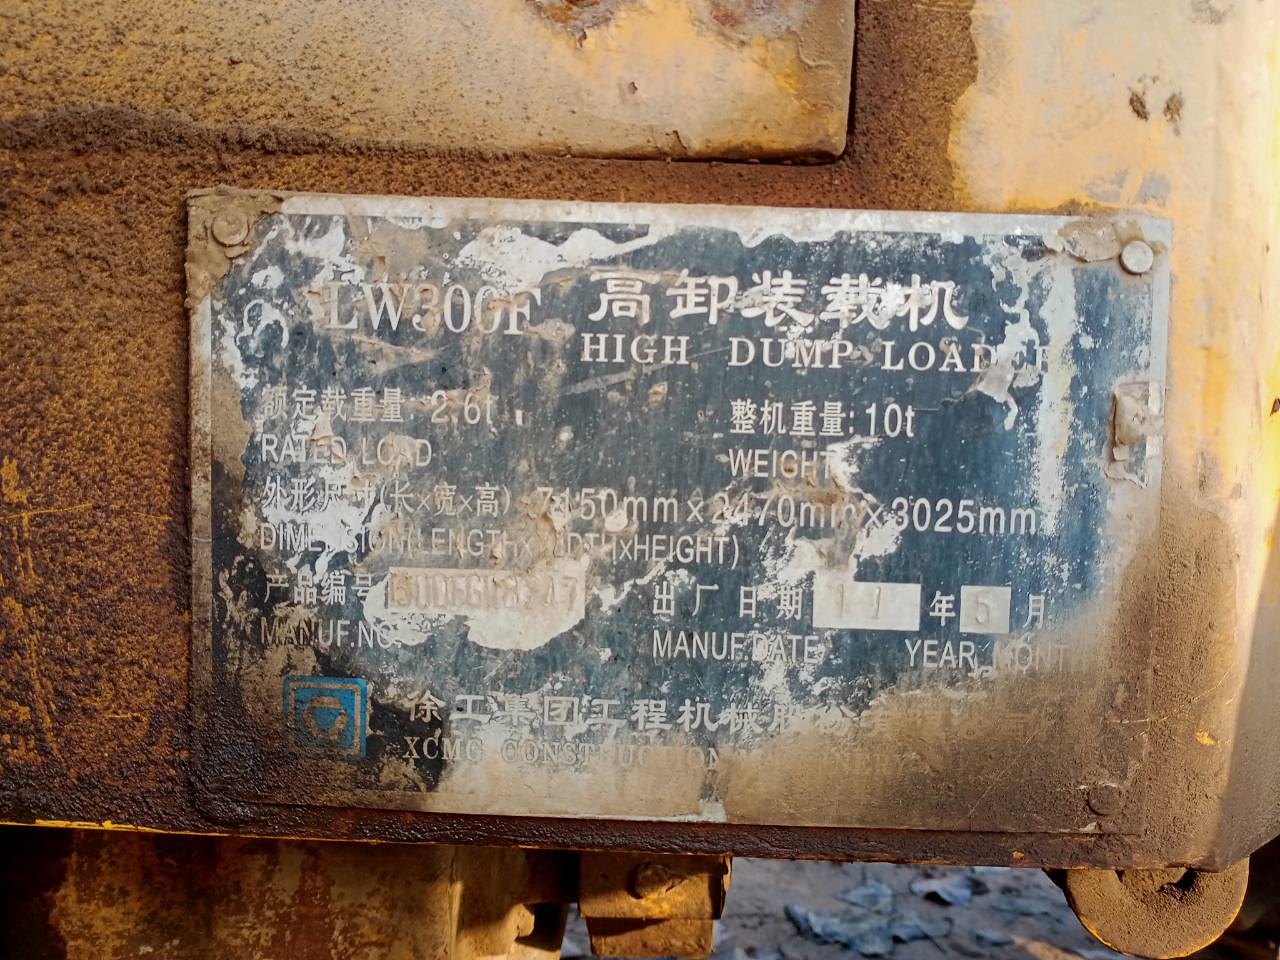 LW300F 高卸装载机
HIGH DUMP LOADER
额定载重量 2.6t 整机重量:10t
RATED LOAD WEIGHT
外形尺寸(长×宽×高) 7150mm×2470mm×3025mm
DIMENSION(LENGTH× WIDTH×HEIGHT)
产品编号 出厂日期 11 年 5 月
MANUF.NO. MANUF.DATE YEAR MONTH
徐工集团工程机械股份有限公司
XCMG CONSTRUCTION